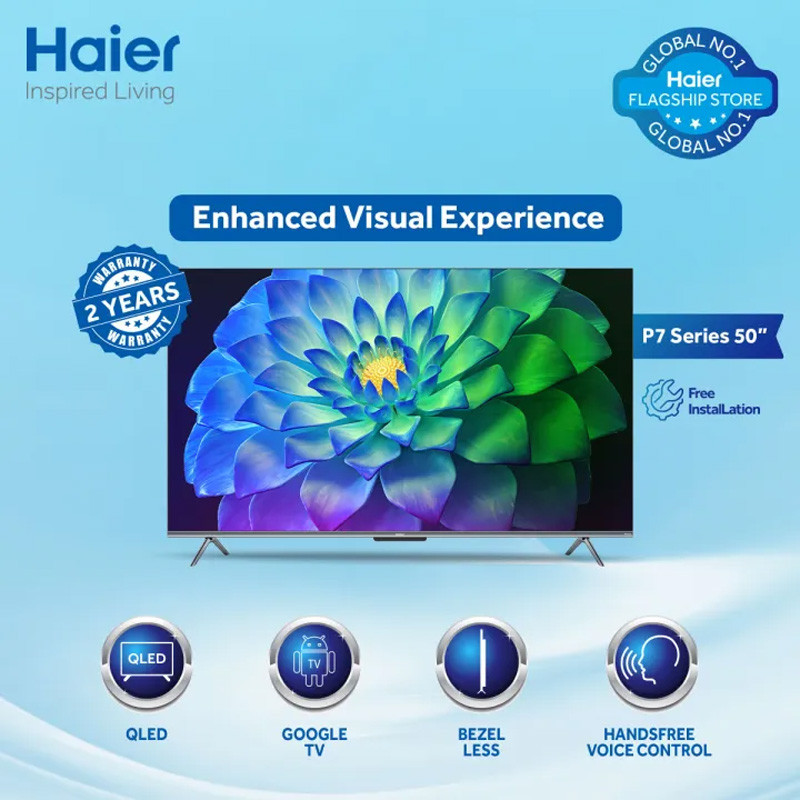 Haier
Inspired Living
GLOBAL NO.1
Haier
FLAGSHIP STORE
GLOBAL NO.1
Enhanced Visual Experience
WARRANTY
2 YEARS
WARRANTY
P7 Series 50"
Free
InstalLation
QLED
TV
QLED
GOOGLE
TV
BEZEL
LESS
HANDSFREE
VOICE CONTROL